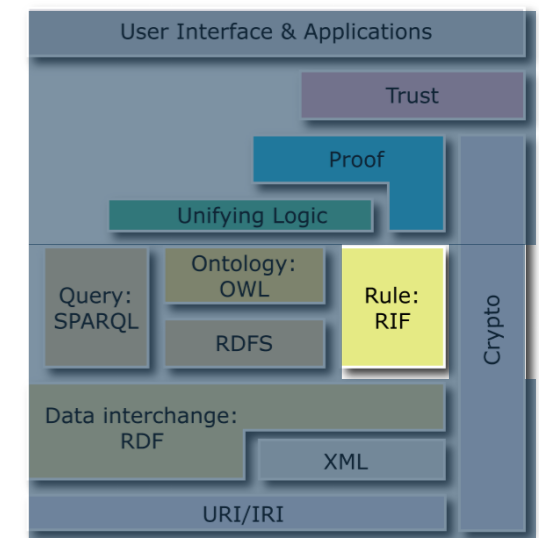 User Interface & Applications
Trust
Proof
Unifying Logic
Ontology:
OWL
Query:
SPARQL
Rule:
RIF
RDFS
Crypto
Data interchange:
RDF
XML
URI/IRI